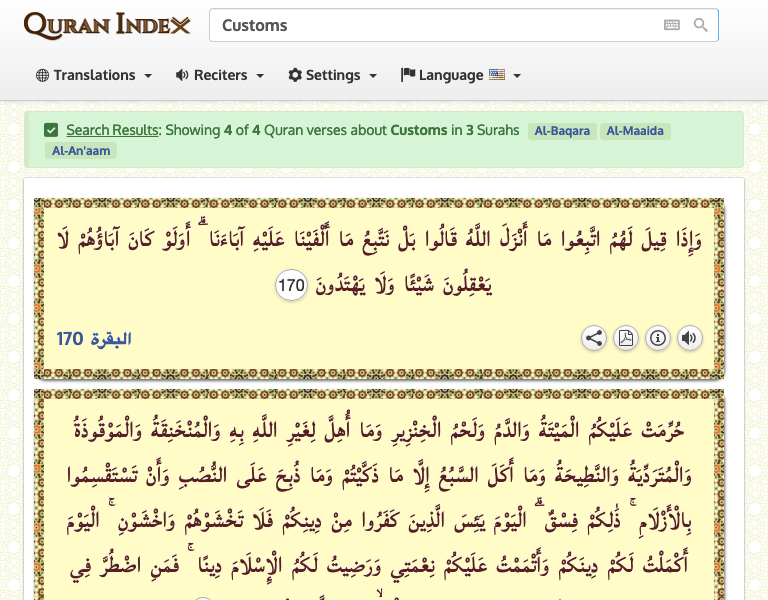 QURAN INDEX
Customs
Translations
Reciters
Settings
Language
Search Results: Showing 4 of 4 Quran verses about Customs in 3 Surahs Al-Baqara Al-Maaida
Al-An'aam
وَإِذَا قِيلَ لَهُمُ اتَّبِعُوا مَا أَنْزَلَ اللَّهُ قَالُوا بَلْ نَتَّبِعُ مَا أَلْفَيْنَا عَلَيْهِ آبَاءَنَا ۗ أَوَلَوْ كَانَ آبَاؤُهُمْ لَا
يَعْقِلُونَ شَيْئًا وَلَا يَهْتَدُونَ 170
البقرة 170
حُرِّمَتْ عَلَيْكُمُ الْمَيْتَةُ وَالدَّمُ وَلَحْمُ الْخِنْزِيرِ وَمَا أُهِلَّ لِغَيْرِ اللَّهِ بِهِ وَالْمُنْخَنِقَةُ وَالْمَوْقُوذَةُ
وَالْمُتَرَدِّيَةُ وَالنَّطِيحَةُ وَمَا أَكَلَ السَّبُعُ إِلَّا مَا ذَكَّيْتُمْ وَمَا ذُبِحَ عَلَى النُّصُبِ وَأَنْ تَسْتَقْسِمُوا
بِالْأَزْلَامِ ۚ ذَٰلِكُمْ فِسْقٌ ۗ الْيَوْمَ يَئِسَ الَّذِينَ كَفَرُوا مِنْ دِينِكُمْ فَلَا تَخْشَوْهُمْ وَاخْشَوْنِ ۚ الْيَوْمَ
أَكْمَلْتُ لَكُمْ دِينَكُمْ وَأَتْمَمْتُ عَلَيْكُمْ نِعْمَتِي وَرَضِيتُ لَكُمُ الْإِسْلَامَ دِينًا ۚ فَمَنِ اضْطُرَّ فِي